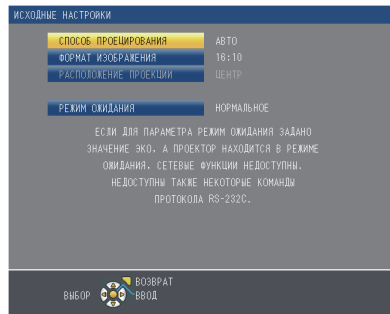 ИСХОДНЫЕ НАСТРОЙКИ
СПОСОБ ПРОЕЦИРОВАНИЯ АВТО
ФОРМАТ ИЗОБРАЖЕНИЯ 16:10
РАСПОЛОЖЕНИЕ ПРОЕКЦИИ ЦЕНТР
РЕЖИМ ОЖИДАНИЯ НОРМАЛЬНОЕ
ЕСЛИ ДЛЯ ПАРАМЕТРА РЕЖИМ ОЖИДАНИЯ ЗАДАНО
ЗНАЧЕНИЕ ЭКО, А ПРОЕКТОР НАХОДИТСЯ В РЕЖИМЕ
ОЖИДАНИЯ, СЕТЕВЫЕ ФУНКЦИИ НЕДОСТУПНЫ.
НЕДОСТУПНЫ ТАКЖЕ НЕКОТОРЫЕ КОМАНДЫ
ПРОТОКОЛА RS-232C.
ВОЗВРАТ
ВЫБОР ВВОД